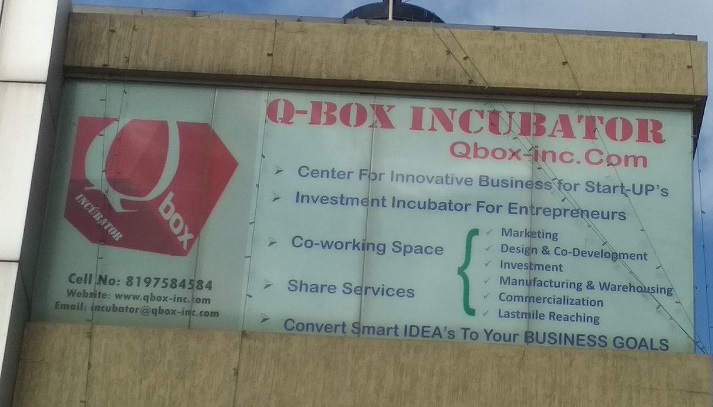 Q-BOX INCUBATOR
Qbox-inc.Com
Q box
INCUBATOR
Center For Innovative Business for Start-UP's
Investment Incubator For Entrepreneurs
Co-working Space
Share Services
Marketing
Design & Co-Development
Investment
Manufacturing & Warehousing
Commercialization
Lastmile Reaching
Convert Smart IDEA's To Your BUSINESS GOALS
Cell No: 8197584584
Website: www.qbox-inc.com
Email: incubator@qbox-inc.com